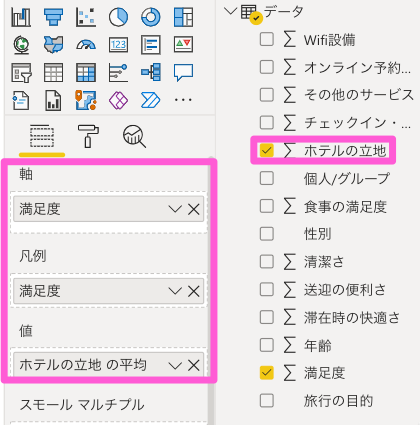 123
軸
満足度
凡例
満足度
値
ホテルの立地 の平均
スモール マルチプル
データ
Wifi設備
オンライン予約...
その他のサービス
チェックイン・...
ホテルの立地
個人/グループ
食事の満足度
性別
清潔さ
送迎の便利さ
滞在時の快適さ
年齢
満足度
旅行の目的